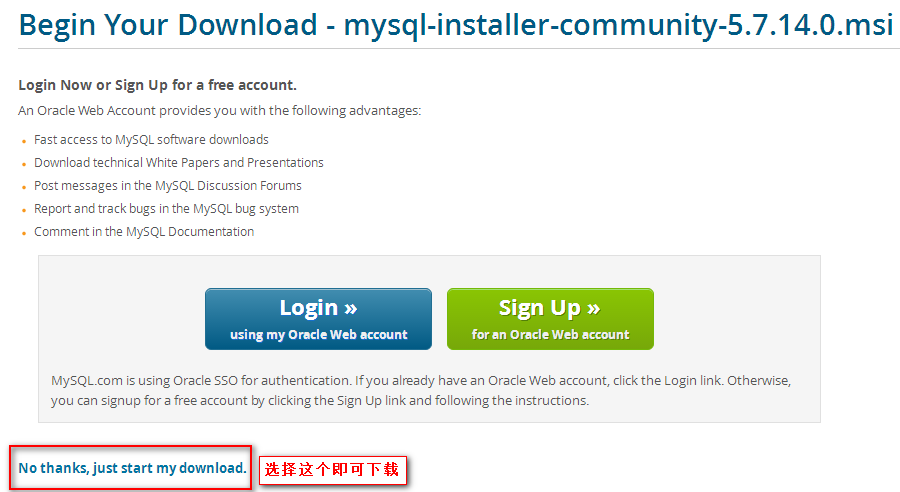 Begin Your Download - mysql-installer-community-5.7.14.0.msi
Login Now or Sign Up for a free account.
An Oracle Web Account provides you with the following advantages:
Fast access to MySQL software downloads
Download technical White Papers and Presentations
Post messages in the MySQL Discussion Forums
Report and track bugs in the MySQL bug system
Comment in the MySQL Documentation
Login »
using my Oracle Web account
Sign Up »
for an Oracle Web account
MySQL.com is using Oracle SSO for authentication. If you already have an Oracle Web account, click the Login link. Otherwise,
you can signup for a free account by clicking the Sign Up link and following the instructions.
No thanks, just start my download.
选择这个即可下载